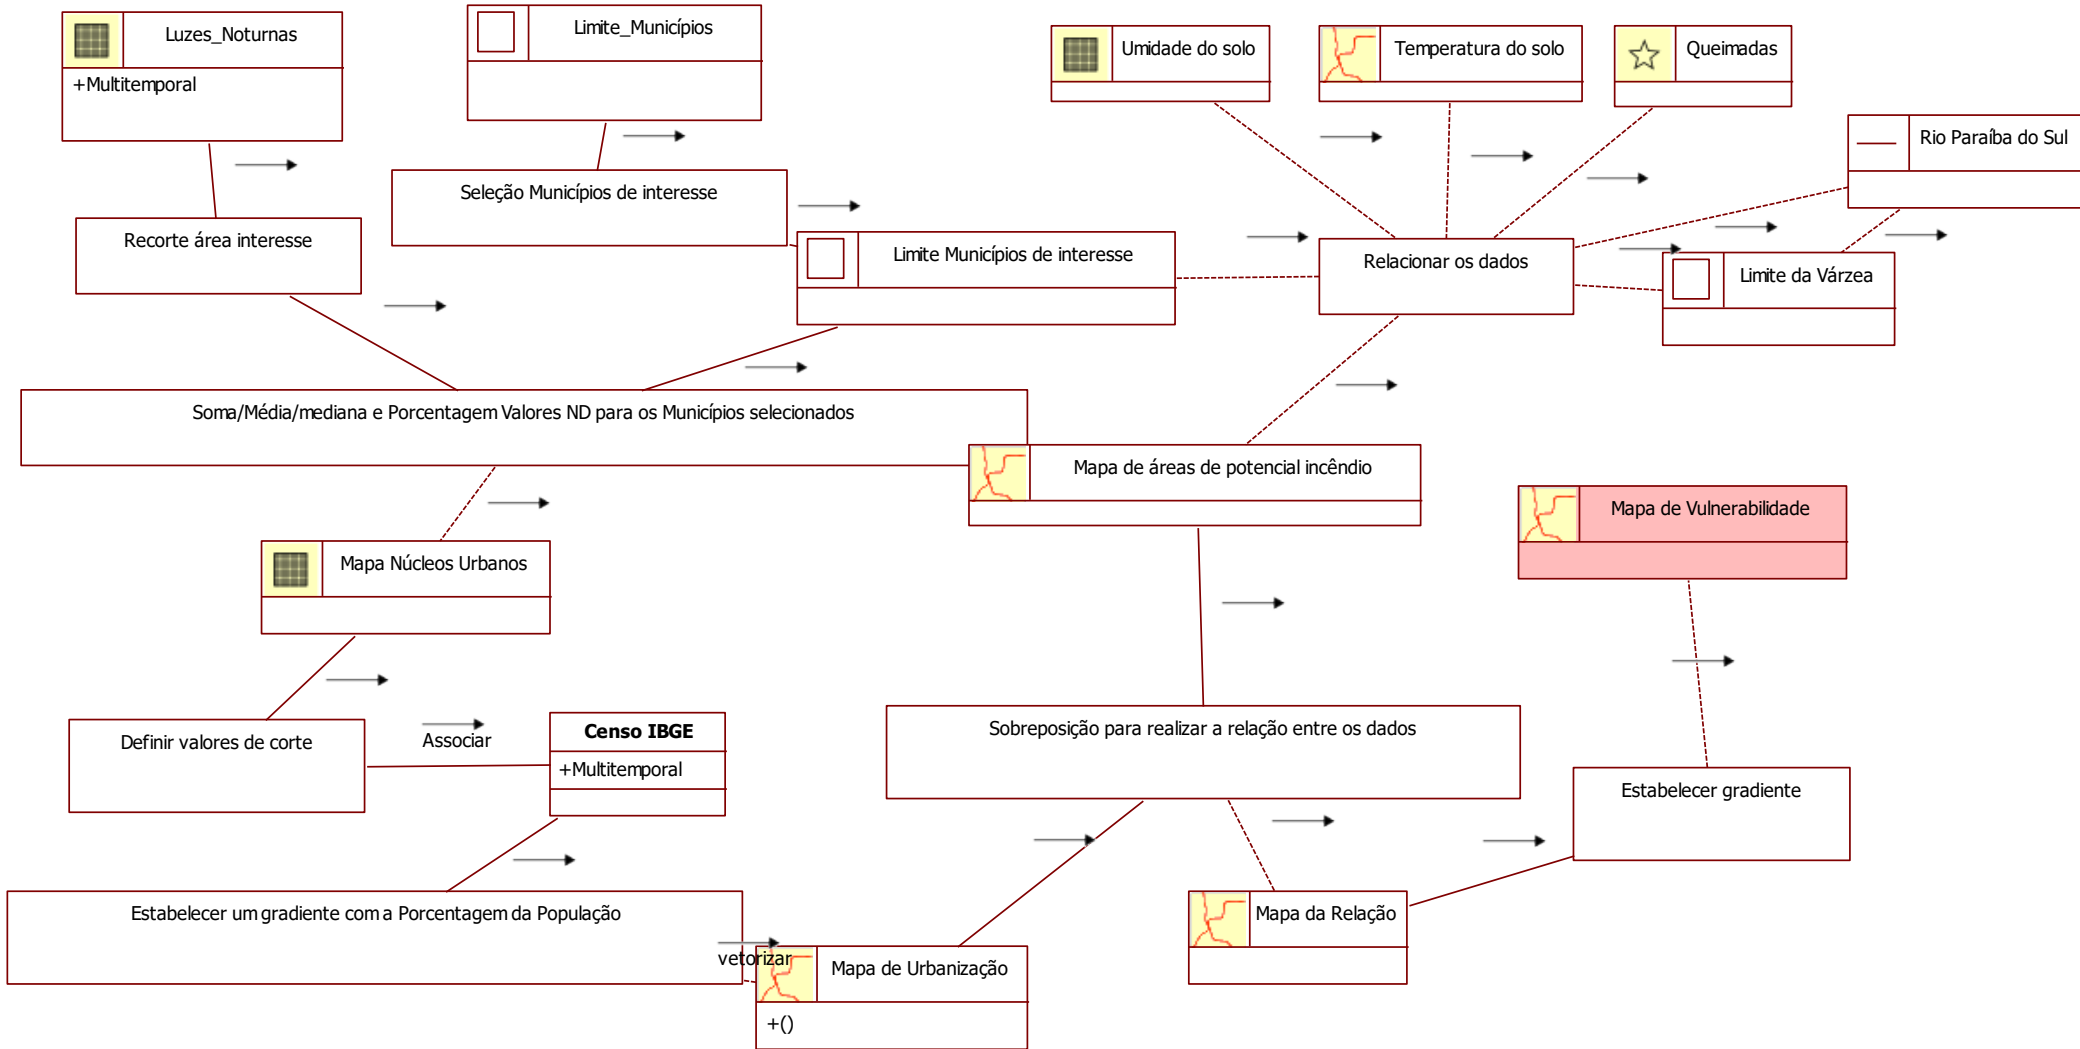 Luzes_Noturnas
+Multitemporal
Limite_Municípios
Umidade do solo
Temperatura do solo
Queimadas
Rio Paraíba do Sul
Seleção Municípios de interesse
Recorte área interesse
Limite Municípios de interesse
Relacionar os dados
Limite da Várzea
Soma/Média/mediana e Porcentagem Valores ND para os Municípios selecionados
Mapa de áreas de potencial incêndio
Mapa de Vulnerabilidade
Mapa Núcleos Urbanos
Definir valores de corte
Associar
Censo IBGE
+Multitemporal
Sobreposição para realizar a relação entre os dados
Estabelecer gradiente
Estabelecer um gradiente com a Porcentagem da População
vetorizar
Mapa de Urbanização
+()
Mapa da Relação